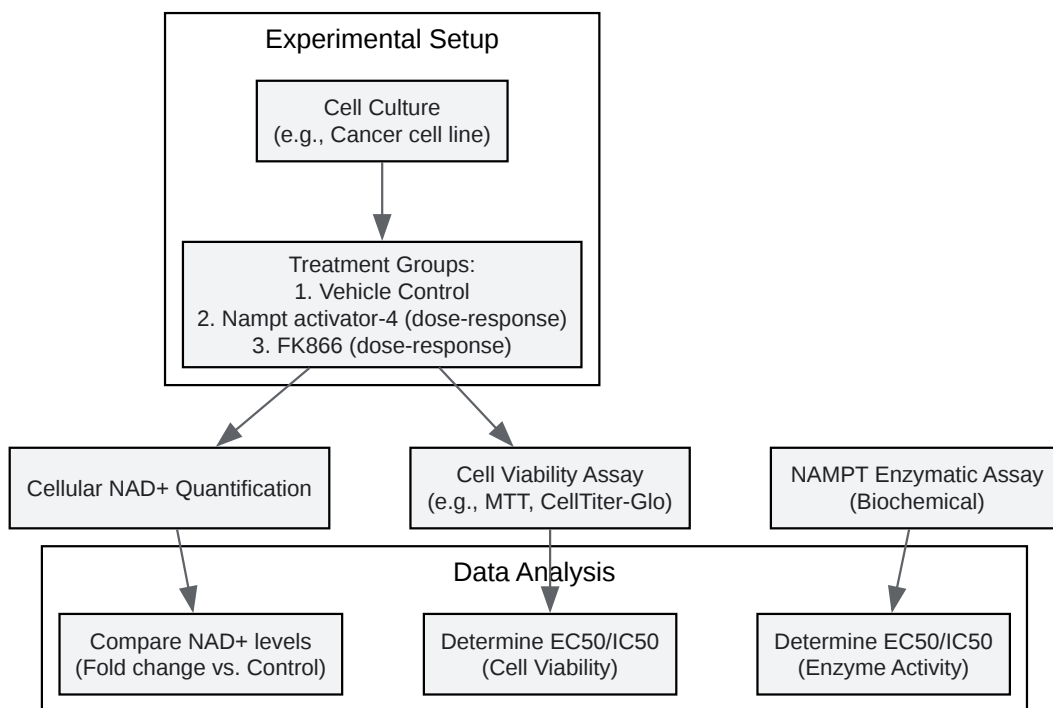 Experimental Setup
Cell Culture
(e.g., Cancer cell line)
Treatment Groups:
1. Vehicle Control
2. Nampt activator-4 (dose-response)
3. FK866 (dose-response)
Cellular NAD+ Quantification
Cell Viability Assay
(e.g., MTT, CellTiter-Glo)
NAMPT Enzymatic Assay
(Biochemical)
Data Analysis
Compare NAD+ levels
(Fold change vs. Control)
Determine EC50/IC50
(Cell Viability)
Determine EC50/IC50
(Enzyme Activity)